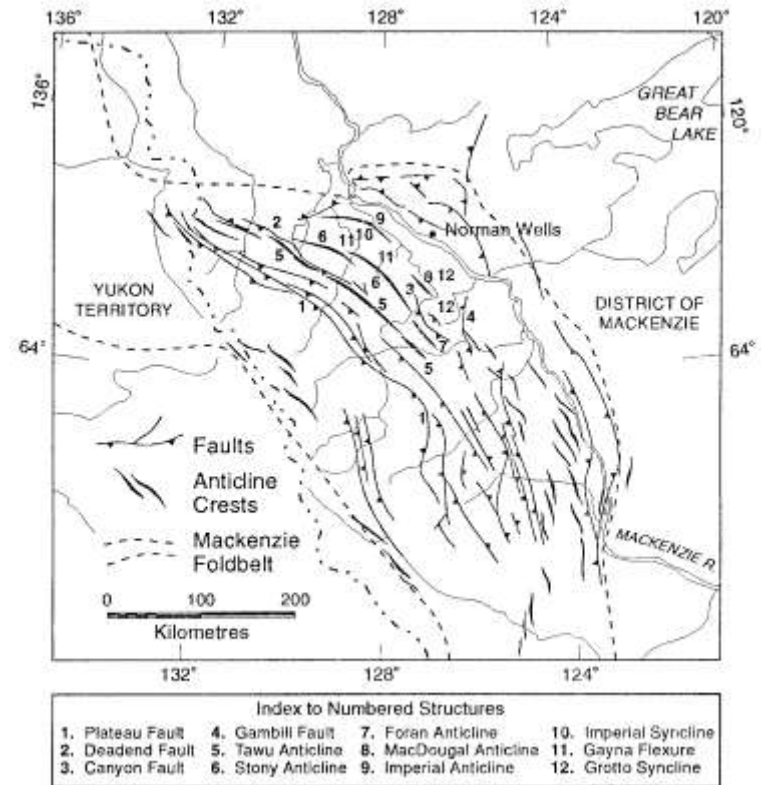 136° 132° 128° 124° 120°
136°
120°
GREAT
BEAR
LAKE
Norman Wells
2
9
6
10
11
11
5
6
8
12
3
12
4
5
1
7
5
1
YUKON
TERRITORY
DISTRICT OF
MACKENZIE
64°
64°
Faults
Anticline
Crests
Mackenzie
Foldbelt
MACKENZIE R.
0 100 200
Kilometres
132° 128° 124°
Index to Numbered Structures
1. Plateau Fault 4. Gambill Fault 7. Foran Anticline 10. Imperial Syncline
2. Deadend Fault 5. Tawu Anticline 8. MacDougal Anticline 11. Gayna Flexure
3. Canyon Fault 6. Stony Anticline 9. Imperial Anticline 12. Grotto Syncline